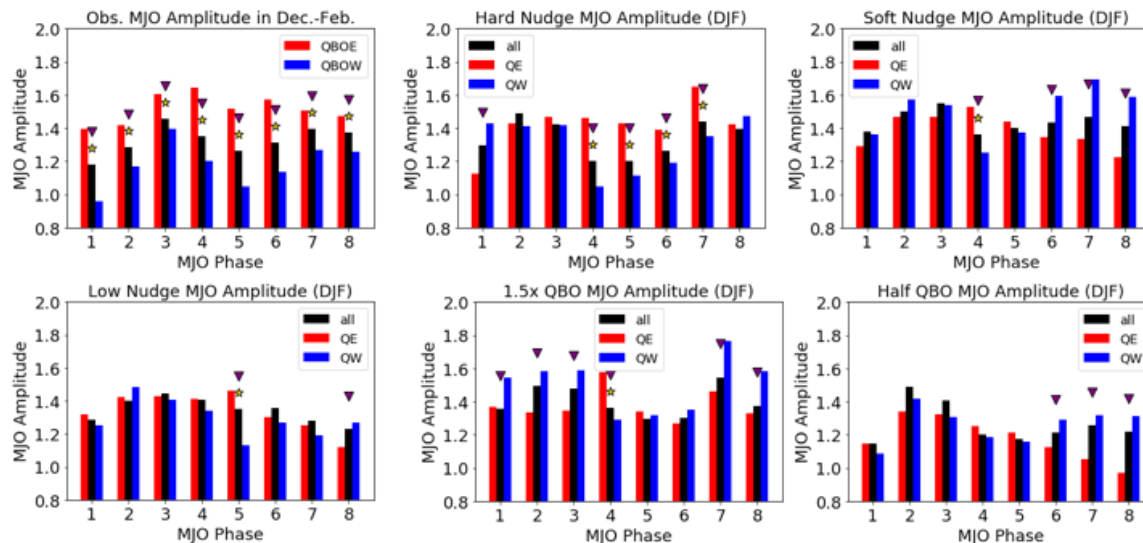 Obs. MJO Amplitude in Dec.-Feb.
MJO Amplitude
2.0
1.8
1.6
1.4
1.2
1.0
0.8
QBOE
QBOW
1 2 3 4 5 6 7 8
MJO Phase
Hard Nudge MJO Amplitude (DJF)
MJO Amplitude
2.0
1.8
1.6
1.4
1.2
1.0
0.8
all
QE
QW
1 2 3 4 5 6 7 8
MJO Phase
Soft Nudge MJO Amplitude (DJF)
MJO Amplitude
2.0
1.8
1.6
1.4
1.2
1.0
0.8
all
QE
QW
1 2 3 4 5 6 7 8
MJO Phase
Low Nudge MJO Amplitude (DJF)
MJO Amplitude
2.0
1.8
1.6
1.4
1.2
1.0
0.8
all
QE
QW
1 2 3 4 5 6 7 8
MJO Phase
1.5x QBO MJO Amplitude (DJF)
MJO Amplitude
2.0
1.8
1.6
1.4
1.2
1.0
0.8
all
QE
QW
1 2 3 4 5 6 7 8
MJO Phase
Half QBO MJO Amplitude (DJF)
MJO Amplitude
2.0
1.8
1.6
1.4
1.2
1.0
0.8
all
QE
QW
1 2 3 4 5 6 7 8
MJO Phase